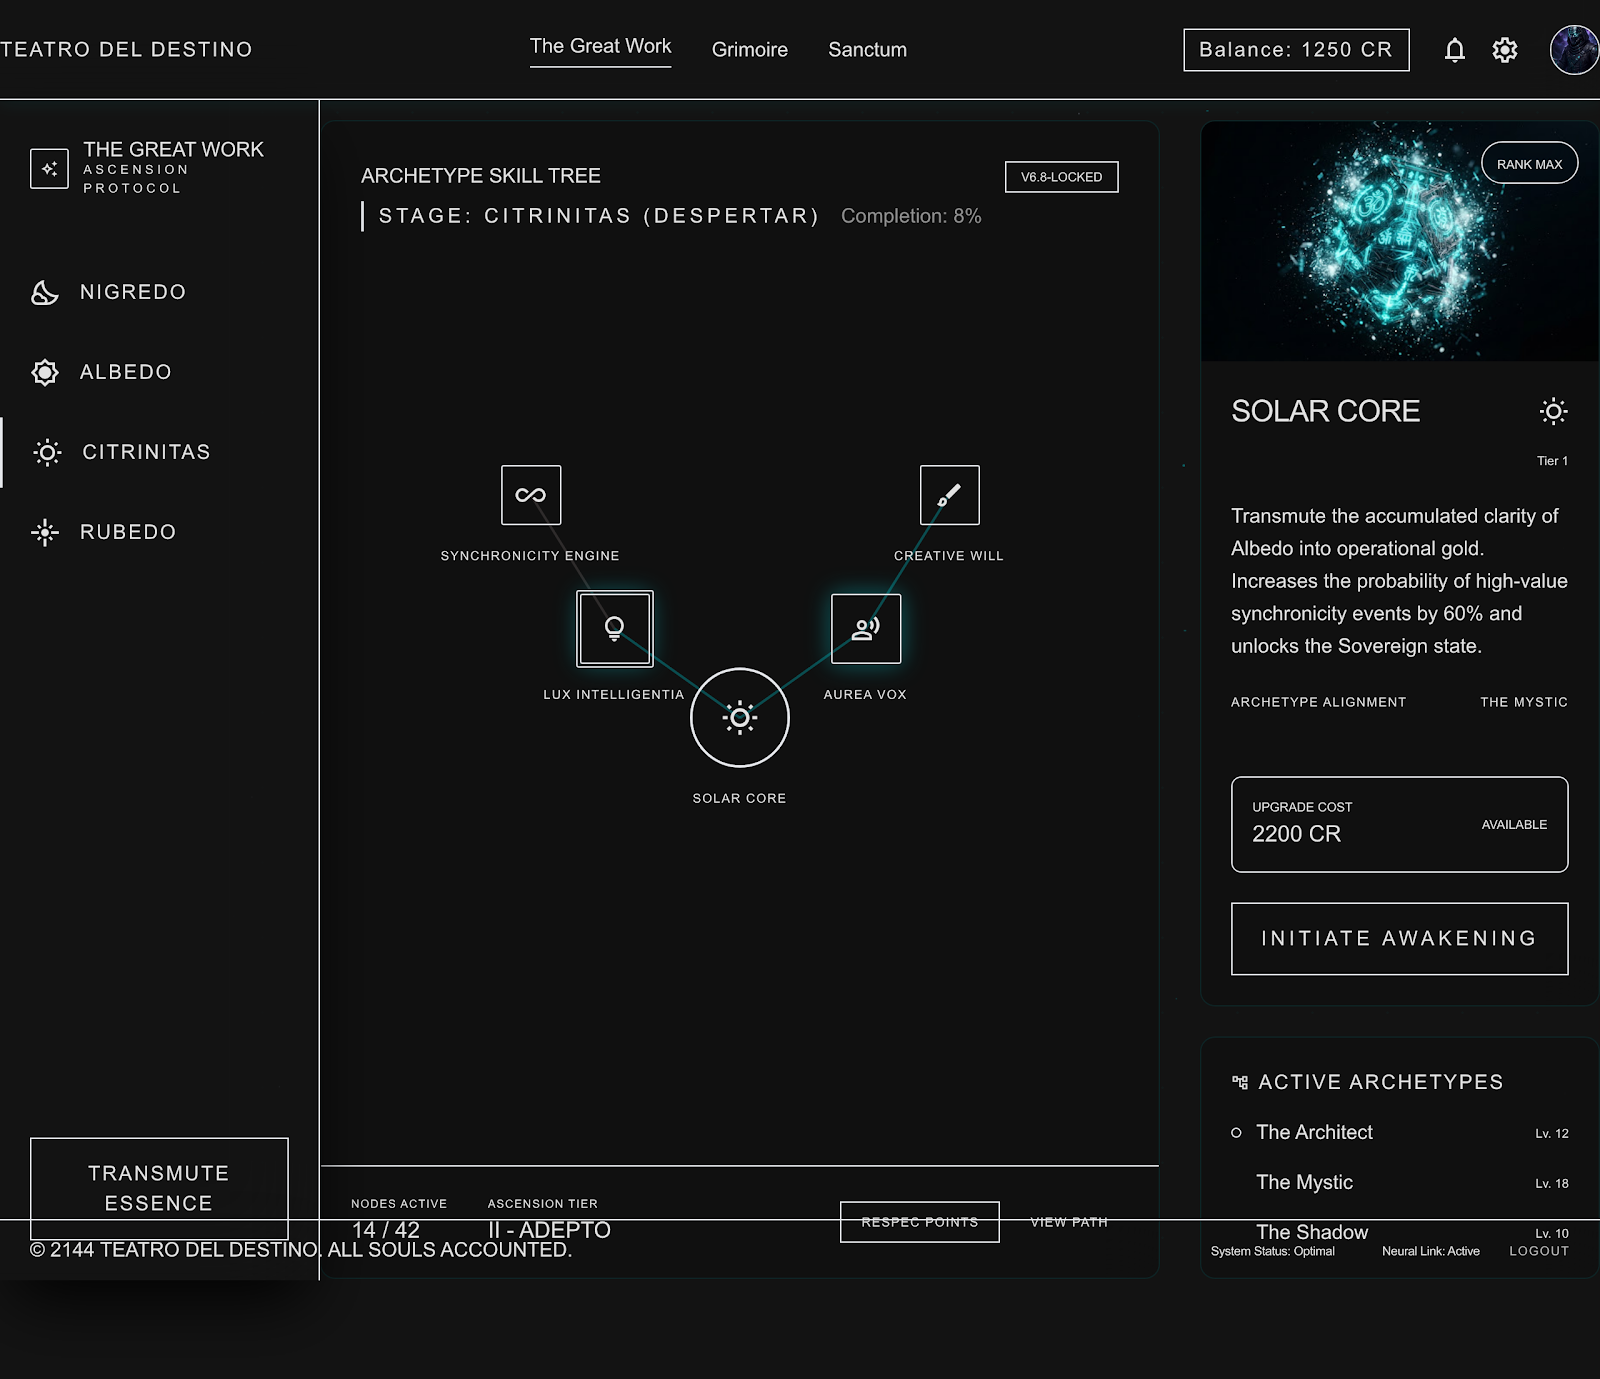 TEATRO DEL DESTINO
The Great Work
Grimoire
Sanctum
Balance: 1250 CR
THE GREAT WORK
ASCENSION
PROTOCOL
NIGREDO
ALBEDO
CITRINITAS
RUBEDO
TRANSMUTE
ESSENCE
ARCHETYPE SKILL TREE
V6.8-LOCKED
STAGE: CITRINITAS (DESPERTAR)
Completion: 8%
SYNCHRONICITY ENGINE
CREATIVE WILL
LUX INTELLIGENTIA
AUREA VOX
SOLAR CORE
NODES ACTIVE
14 / 42
ASCENSION TIER
II - ADEPTO
RESPEC POINTS
VIEW PATH
RANK MAX
SOLAR CORE
Tier 1
Transmute the accumulated clarity of
Albedo into operational gold.
Increases the probability of high-value
synchronicity events by 60% and
unlocks the Sovereign state.
ARCHETYPE ALIGNMENT
THE MYSTIC
UPGRADE COST
2200 CR
AVAILABLE
INITIATE AWAKENING
ACTIVE ARCHETYPES
The Architect
Lv. 12
The Mystic
Lv. 18
The Shadow
Lv. 10
© 2144 TEATRO DEL DESTINO. ALL SOULS ACCOUNTED.
System Status: Optimal
Neural Link: Active
LOGOUT